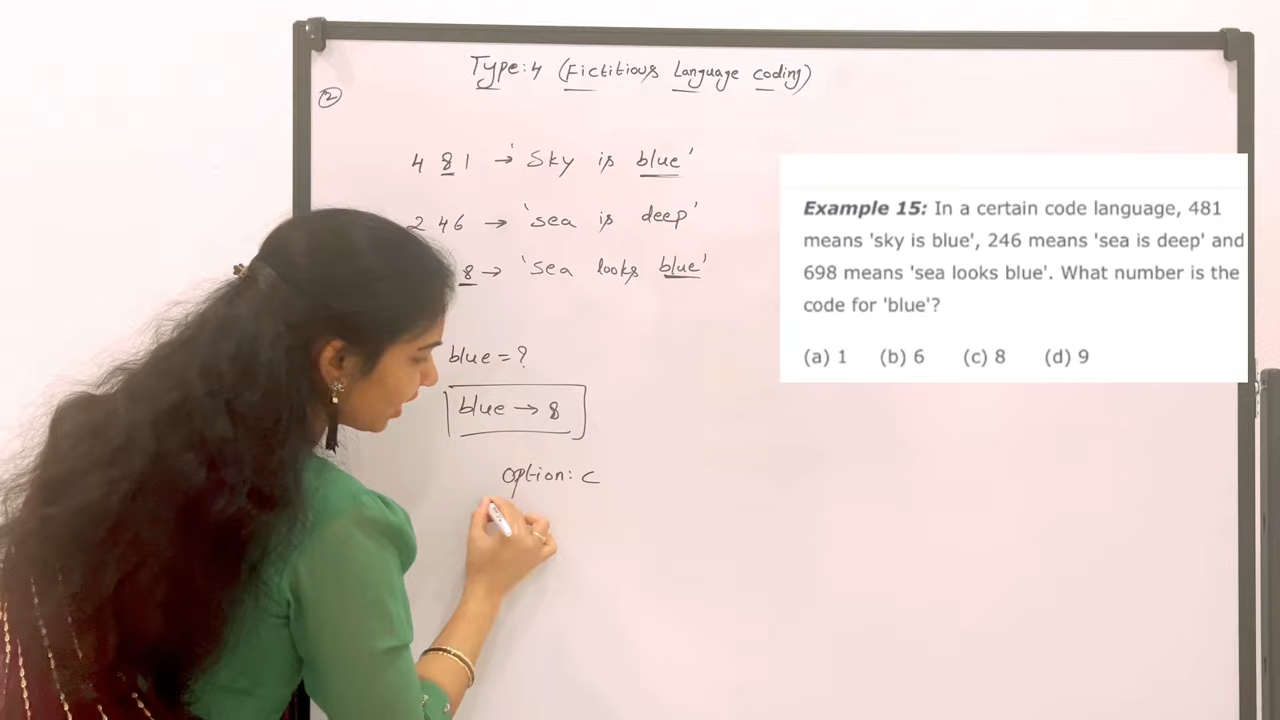 Type: 4 (Fictitious Language coding)
②
4 8 1 → 'Sky is blue'
2 4 6 → 'sea is deep'
8 → 'sea looks blue'
blue = ?
blue → 8
option: c
Example 15: In a certain code language, 481
means 'sky is blue', 246 means 'sea is deep' and
698 means 'sea looks blue'. What number is the
code for 'blue'?
(a) 1 (b) 6 (c) 8 (d) 9